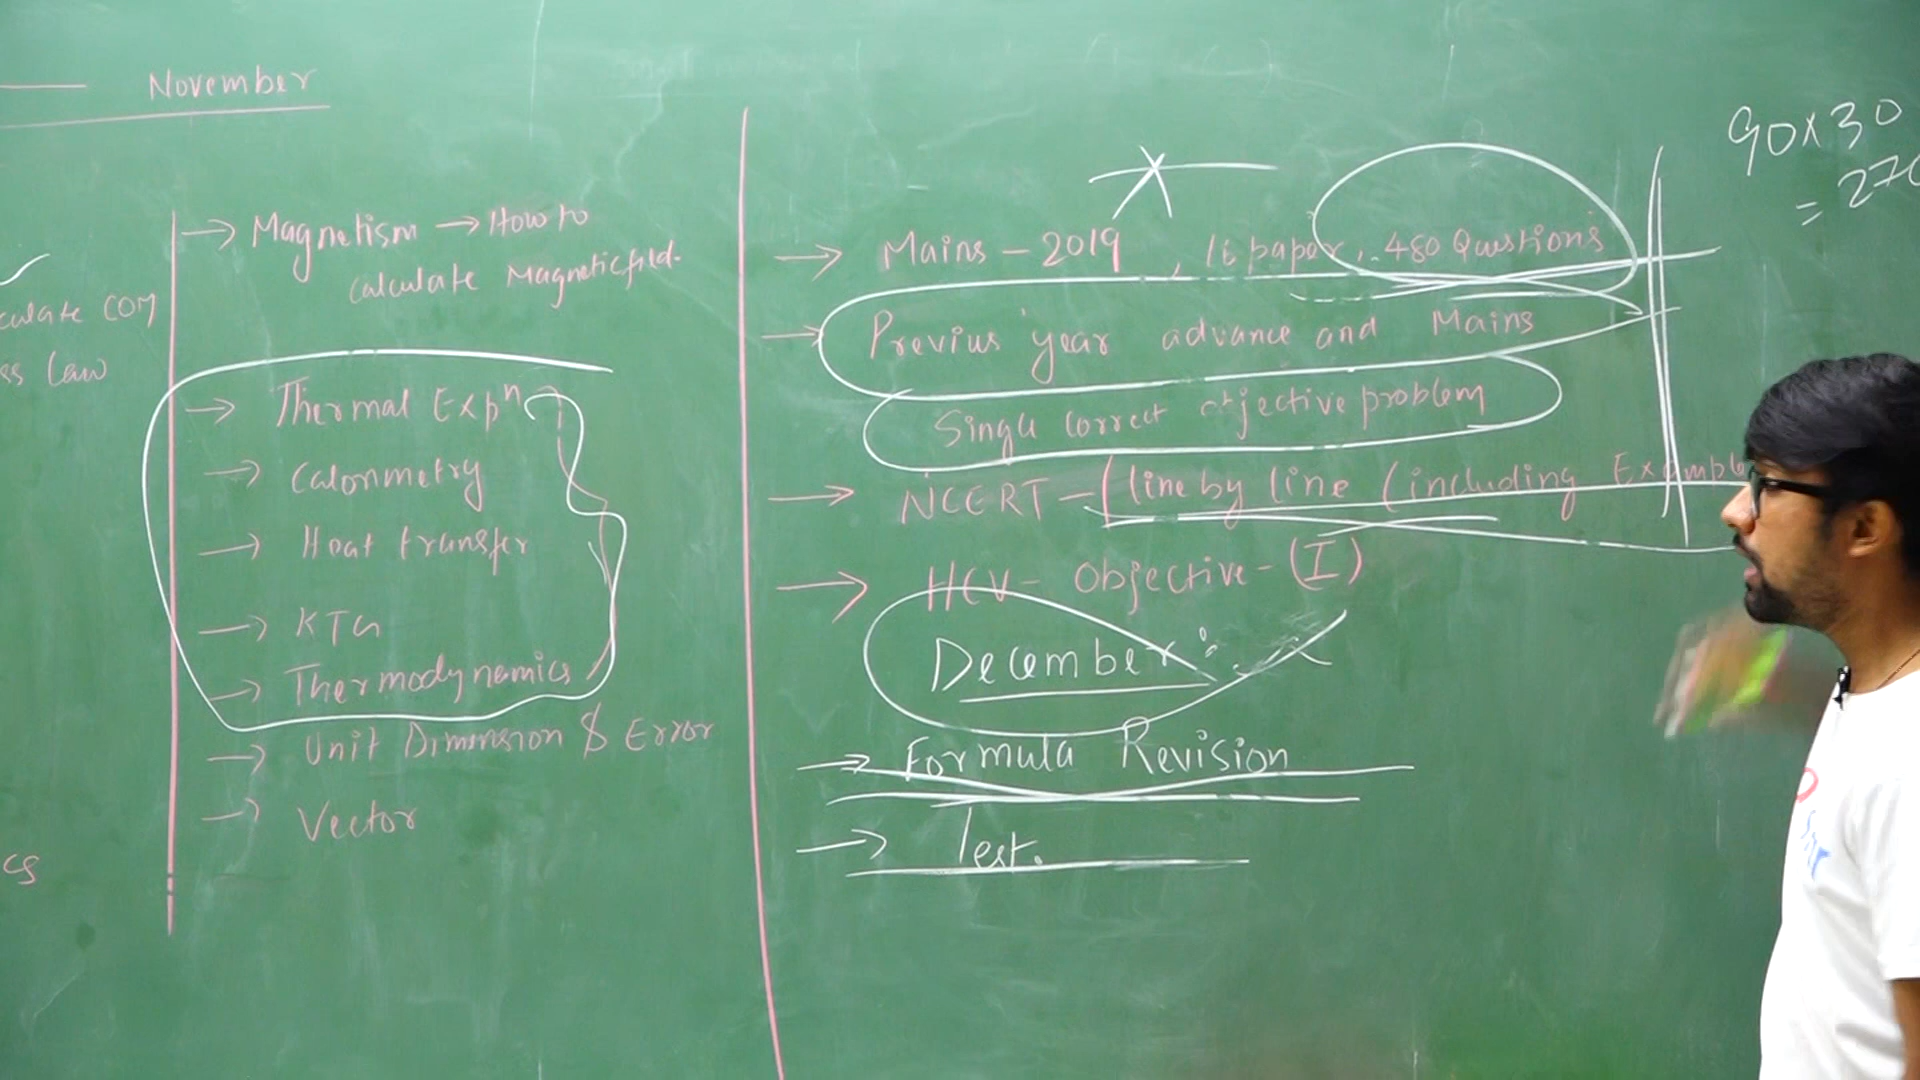 November
culate COM
ss Law
cs
→ Magnetism → How to
calculate Magnetic field.
→ Thermal Expⁿ
→ Calorimetry
→ Heat transfer
→ KTG
→ Thermodynamics
→ Unit Dimension & Error
→ Vector
→ Mains - 2019, 16 paper, 480 Questions
→ Previus year advance and Mains
Single correct objective problem
→ NCERT - (line by line (including Example
→ HCV - Objective - (I)
December :
→ Formula Revision
→ Test.
90x30
= 270